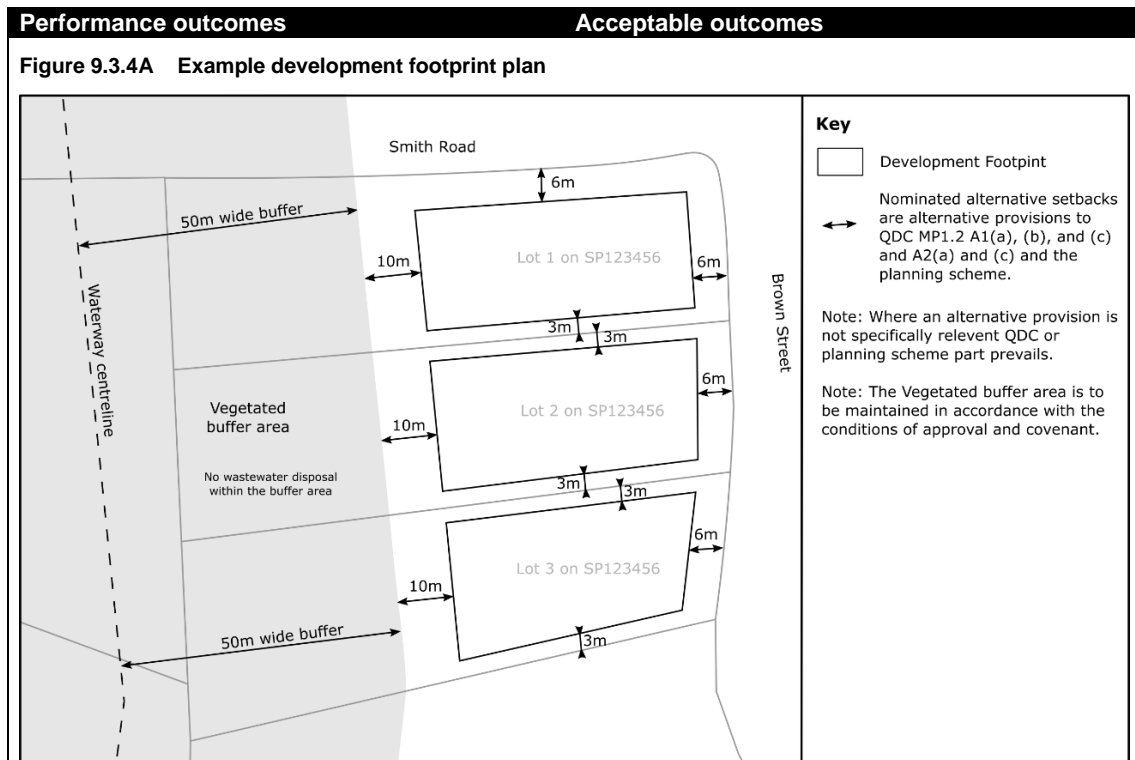 Performance outcomes Acceptable outcomes
Figure 9.3.4A Example development footprint plan
Smith Road
6m
50m wide buffer
10m
Lot 1 on SP123456
6m
3m
3m
Waterway centreline
Brown Street
Vegetated
buffer area
No wastewater disposal
within the buffer area
10m
Lot 2 on SP123456
6m
3m
3m
10m
Lot 3 on SP123456
6m
50m wide buffer
3m
Key
Development Footpint
Nominated alternative setbacks
are alternative provisions to
QDC MP1.2 A1(a), (b), and (c)
and A2(a) and (c) and the
planning scheme.
Note: Where an alternative provision is
not specifically relevent QDC or
planning scheme part prevails.
Note: The Vegetated buffer area is to
be maintained in accordance with the
conditions of approval and covenant.